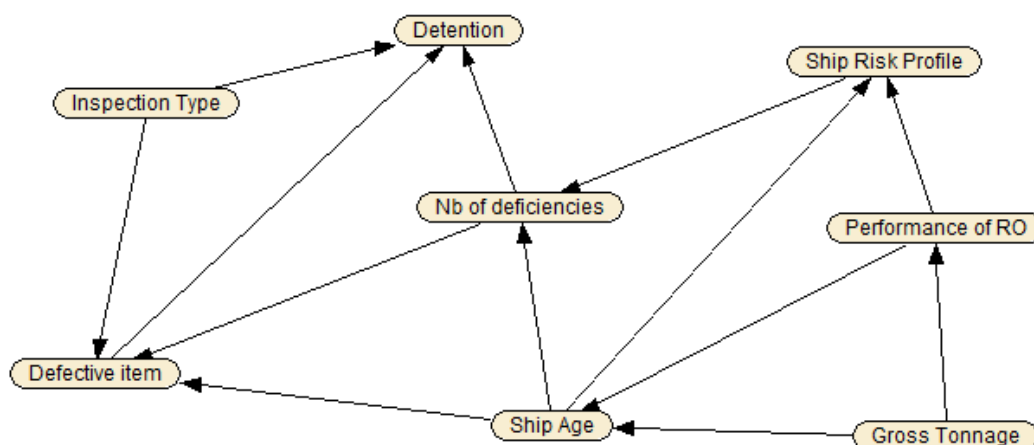 Detention
Ship Risk Profile
Inspection Type
Nb of deficiencies
Performance of RO
Defective item
Ship Age
Gross Tonnage